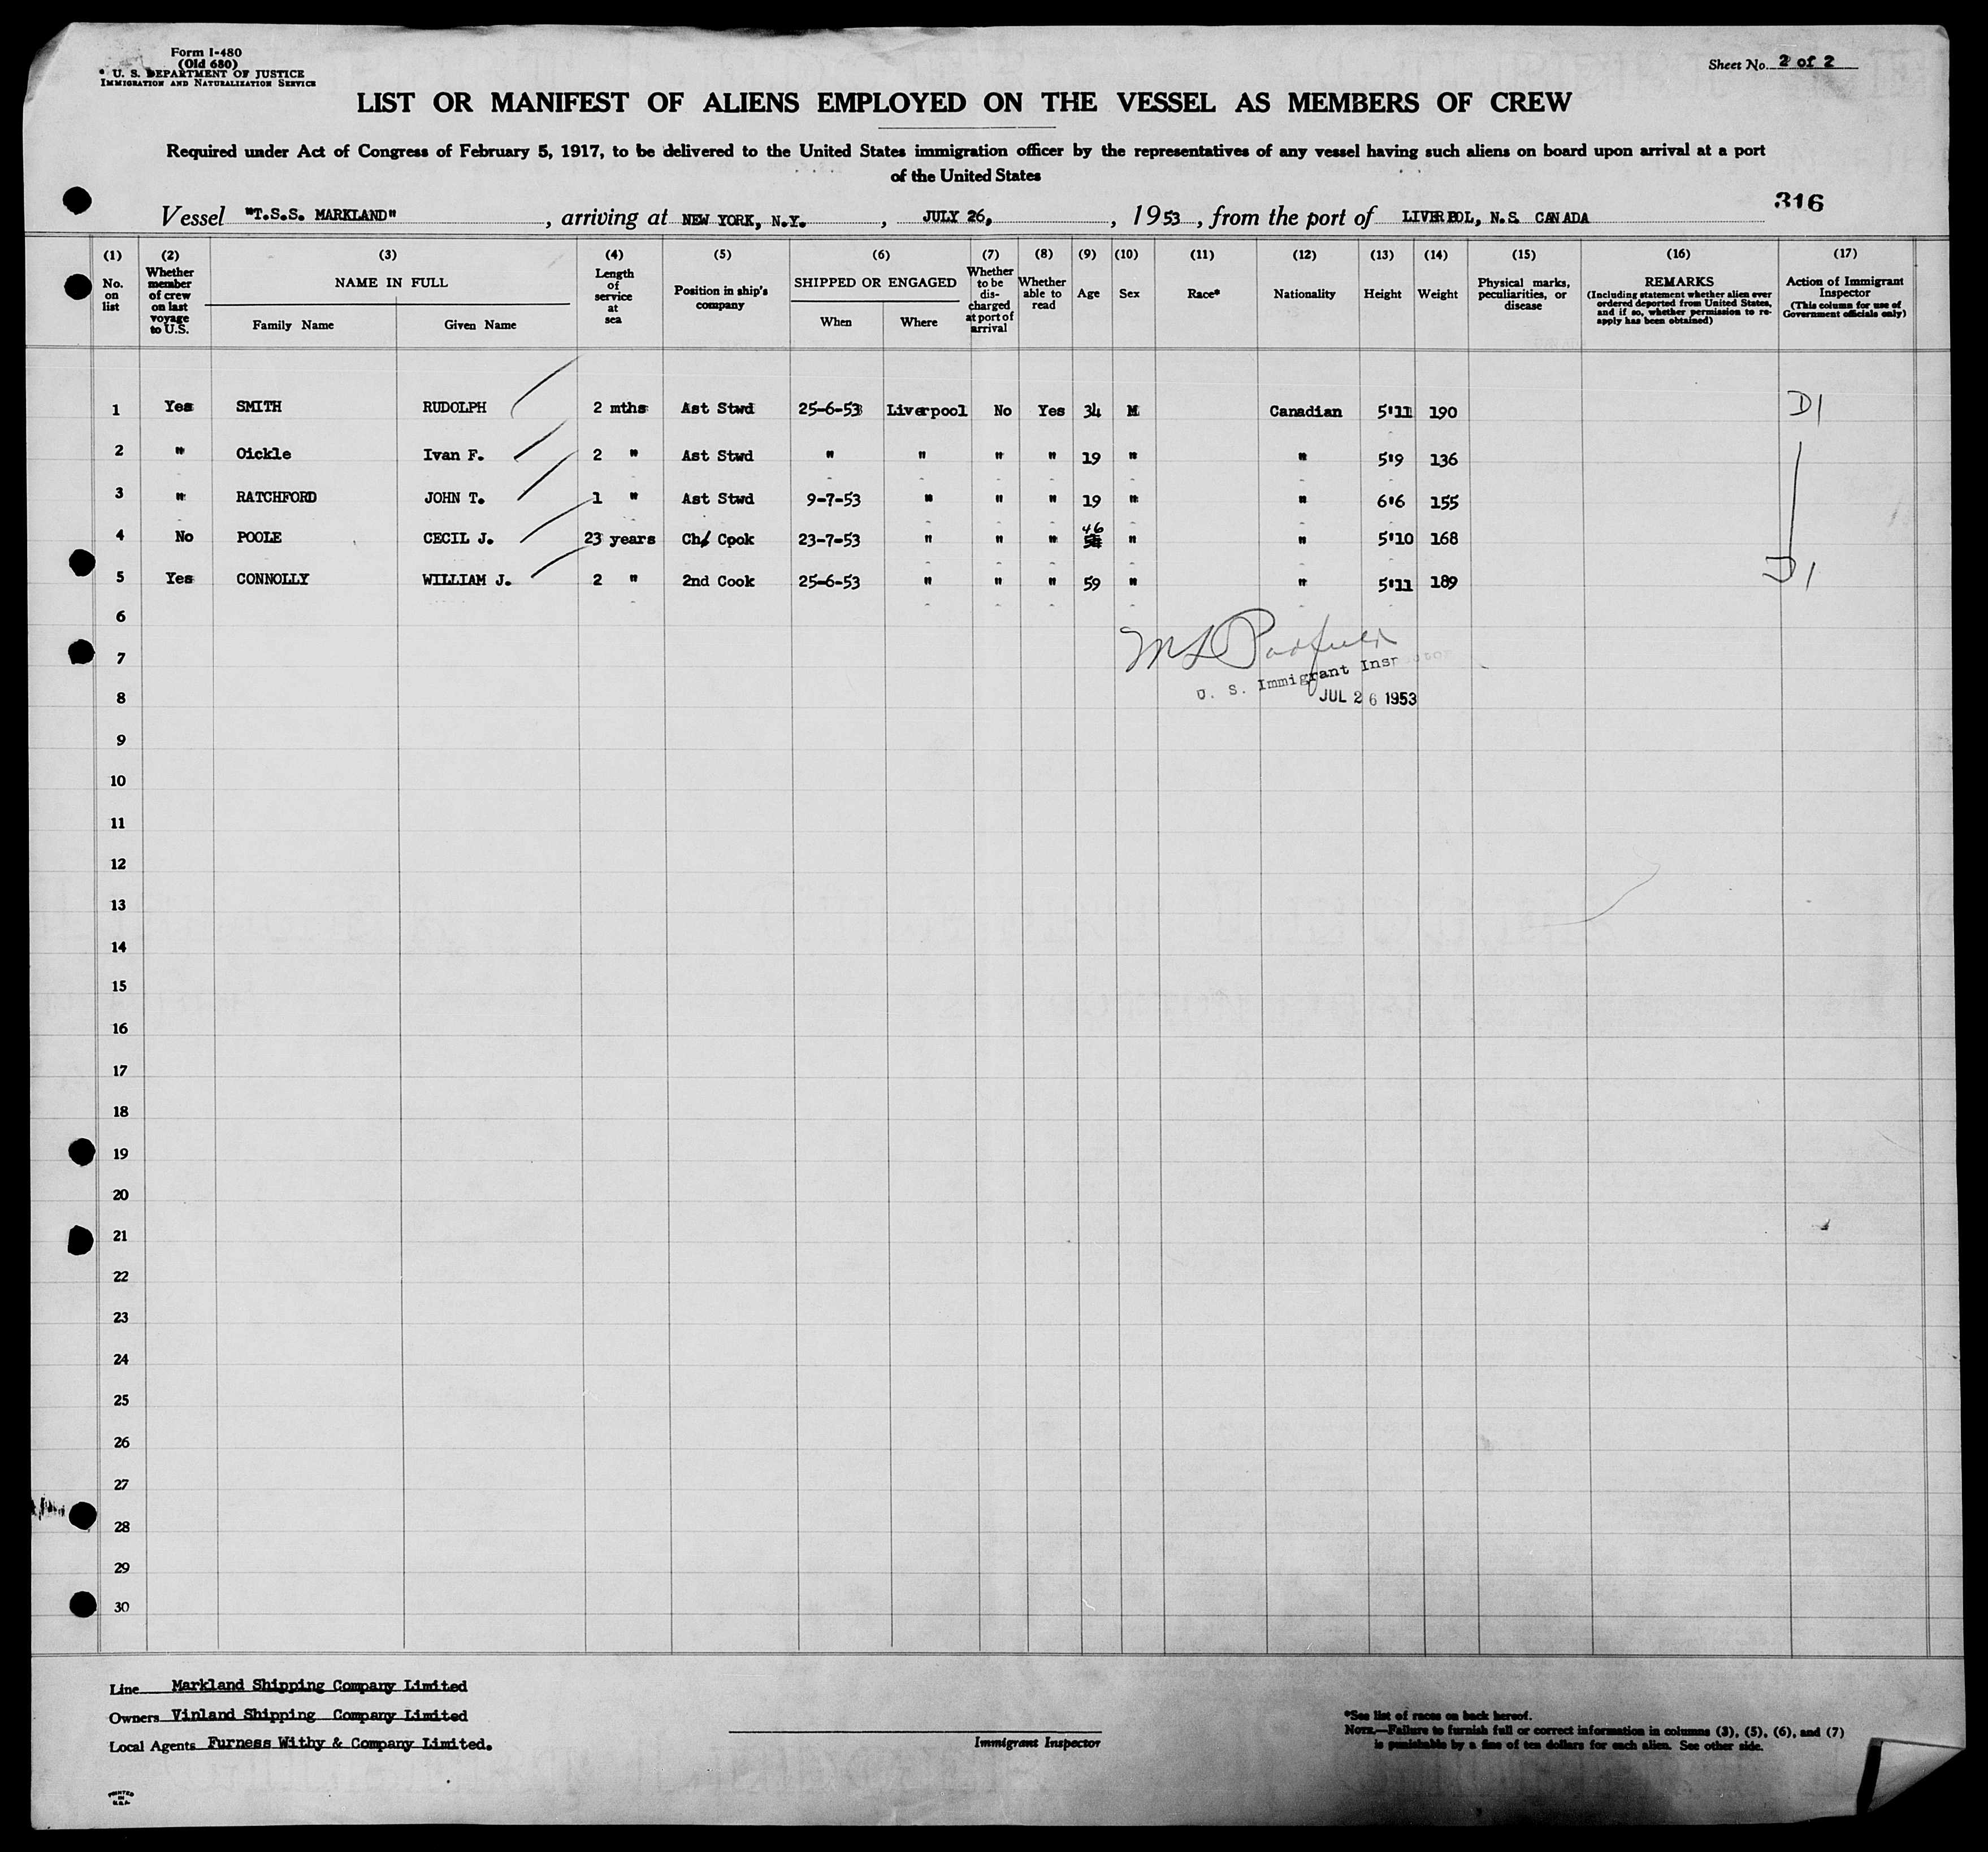 Form I-480
(Old 680)
U. S. DEPARTMENT OF JUSTICE
IMMIGRATION AND NATURALIZATION SERVICE
Sheet No. 2 of 2
LIST OR MANIFEST OF ALIENS EMPLOYED ON THE VESSEL AS MEMBERS OF CREW
Required under Act of Congress of February 5, 1917, to be delivered to the United States immigration officer by the representatives of any vessel having such aliens on board upon arrival at a port
of the United States
316
Vessel "T.S.S. MARKLAND", arriving at NEW YORK, N.Y., JULY 26, 1953, from the port of LIVERPOL, N.S. CANADA
(1) (2) (3) (4) (5) (6) (7) (8) (9) (10) (11) (12) (13) (14) (15) (16) (17)
No. on list
Whether member of crew on last voyage to U.S.
NAME IN FULL
Family Name Given Name
Length of service at sea
Position in ship's company
SHIPPED OR ENGAGED
When Where
Whether to be discharged at port of arrival
Whether able to read
Age
Sex
Race*
Nationality
Height
Weight
Physical marks, peculiarities, or disease
REMARKS
(Including statement whether alien ever ordered deported from United States, and if so, whether permission to re-apply has been obtained)
Action of Immigrant Inspector
(This column for use of Government officials only)
1 Yes SMITH RUDOLPH 2 mths Ast Stwd 25-6-53 Liverpool No Yes 34 M Canadian 5'11 190 D1
2 " Oickle Ivan F. 2 " Ast Stwd " " " " 19 " " 5'9 136
3 " RATCHFORD JOHN T. 1 " Ast Stwd 9-7-53 " " " 19 " " 6'6 155
4 No POOLE CECIL J. 23 years Ch/ Cook 23-7-53 " " " 46 " " 5'10 168
5 Yes CONNOLLY WILLIAM J. 2 " 2nd Cook 25-6-53 " " " 59 " " 5'11 189 D1
6
7
U. S. Immigrant Inspector
8
JUL 26 1953
9
10
11
12
13
14
15
16
17
18
19
20
21
22
23
24
25
26
27
28
29
30
Line Markland Shipping Company Limited
Owners Vinland Shipping Company Limited
Local Agents Furness Withy & Company Limited.
Immigrant Inspector
*See list of races on back hereof.
NOTE.—Failure to furnish full or correct information in columns (3), (5), (6), and (7)
is punishable by a fine of ten dollars for each alien. See other side.
PRINTED
IN
U.S.A.